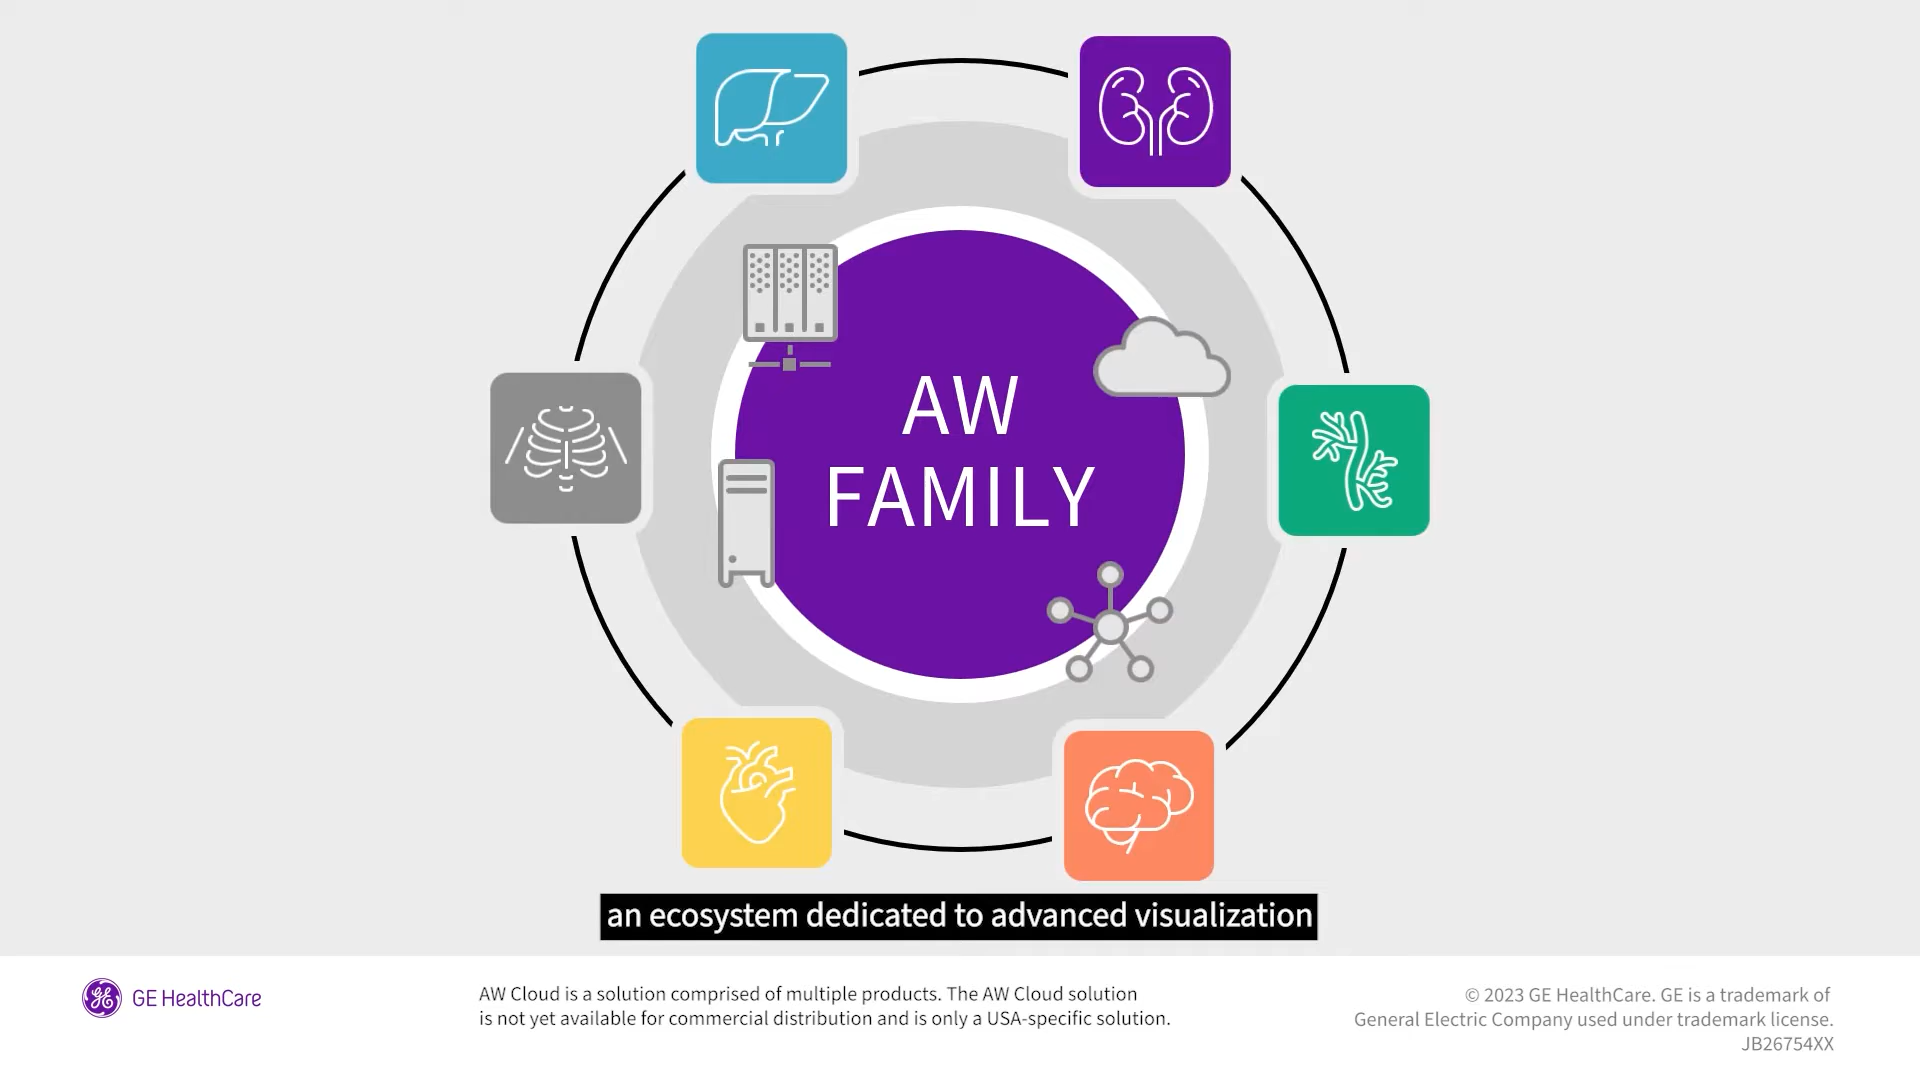 AW
FAMILY
an ecosystem dedicated to advanced visualization
GE HealthCare
AW Cloud is a solution comprised of multiple products. The AW Cloud solution
is not yet available for commercial distribution and is only a USA-specific solution.
© 2023 GE HealthCare. GE is a trademark of
General Electric Company used under trademark license.
JB26754XX